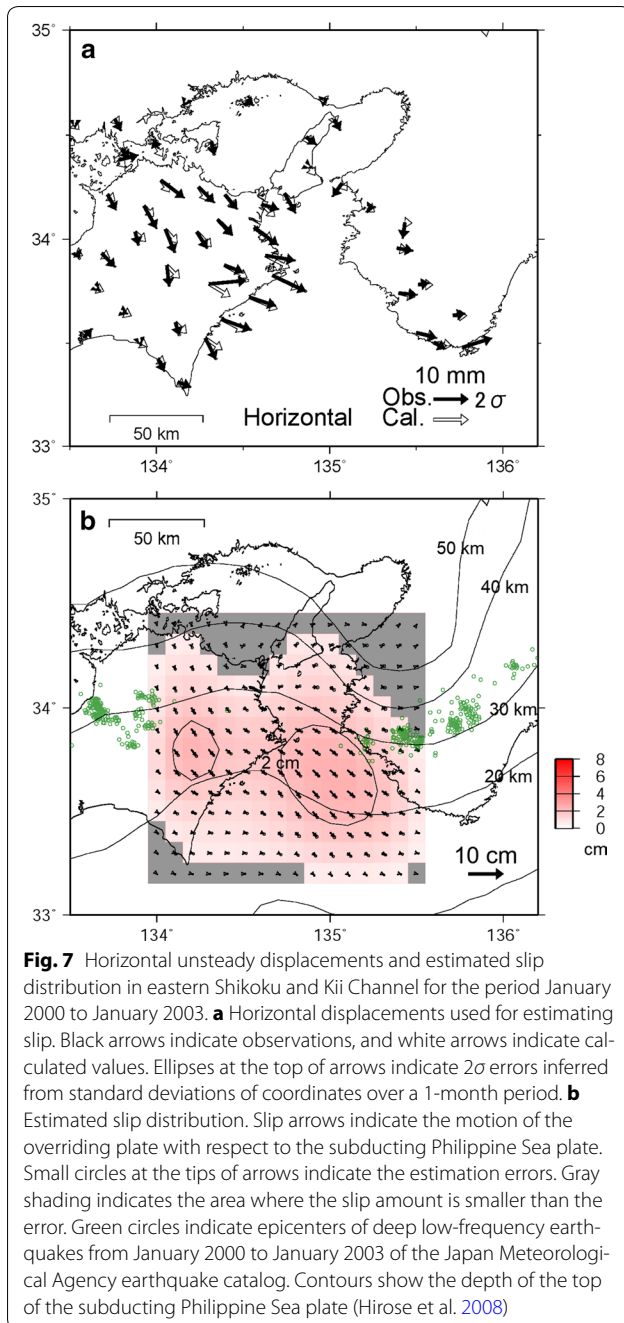 35°
a
34°
10 mm
Obs. 2 σ
Cal.
Horizontal
50 km
33°
134° 135° 136°
35°
b
50 km
50 km
40 km
34°
30 km
2 cm
20 km
8
6
4
2
0
cm
10 cm
33°
134° 135° 136°
Fig. 7 Horizontal unsteady displacements and estimated slip
distribution in eastern Shikoku and Kii Channel for the period January
2000 to January 2003. a Horizontal displacements used for estimating
slip. Black arrows indicate observations, and white arrows indicate cal-
culated values. Ellipses at the top of arrows indicate 2σ errors inferred
from standard deviations of coordinates over a 1-month period. b
Estimated slip distribution. Slip arrows indicate the motion of the
overriding plate with respect to the subducting Philippine Sea plate.
Small circles at the tips of arrows indicate the estimation errors. Gray
shading indicates the area where the slip amount is smaller than the
error. Green circles indicate epicenters of deep low-frequency earth-
quakes from January 2000 to January 2003 of the Japan Meteorologi-
cal Agency earthquake catalog. Contours show the depth of the top
of the subducting Philippine Sea plate (Hirose et al. 2008)